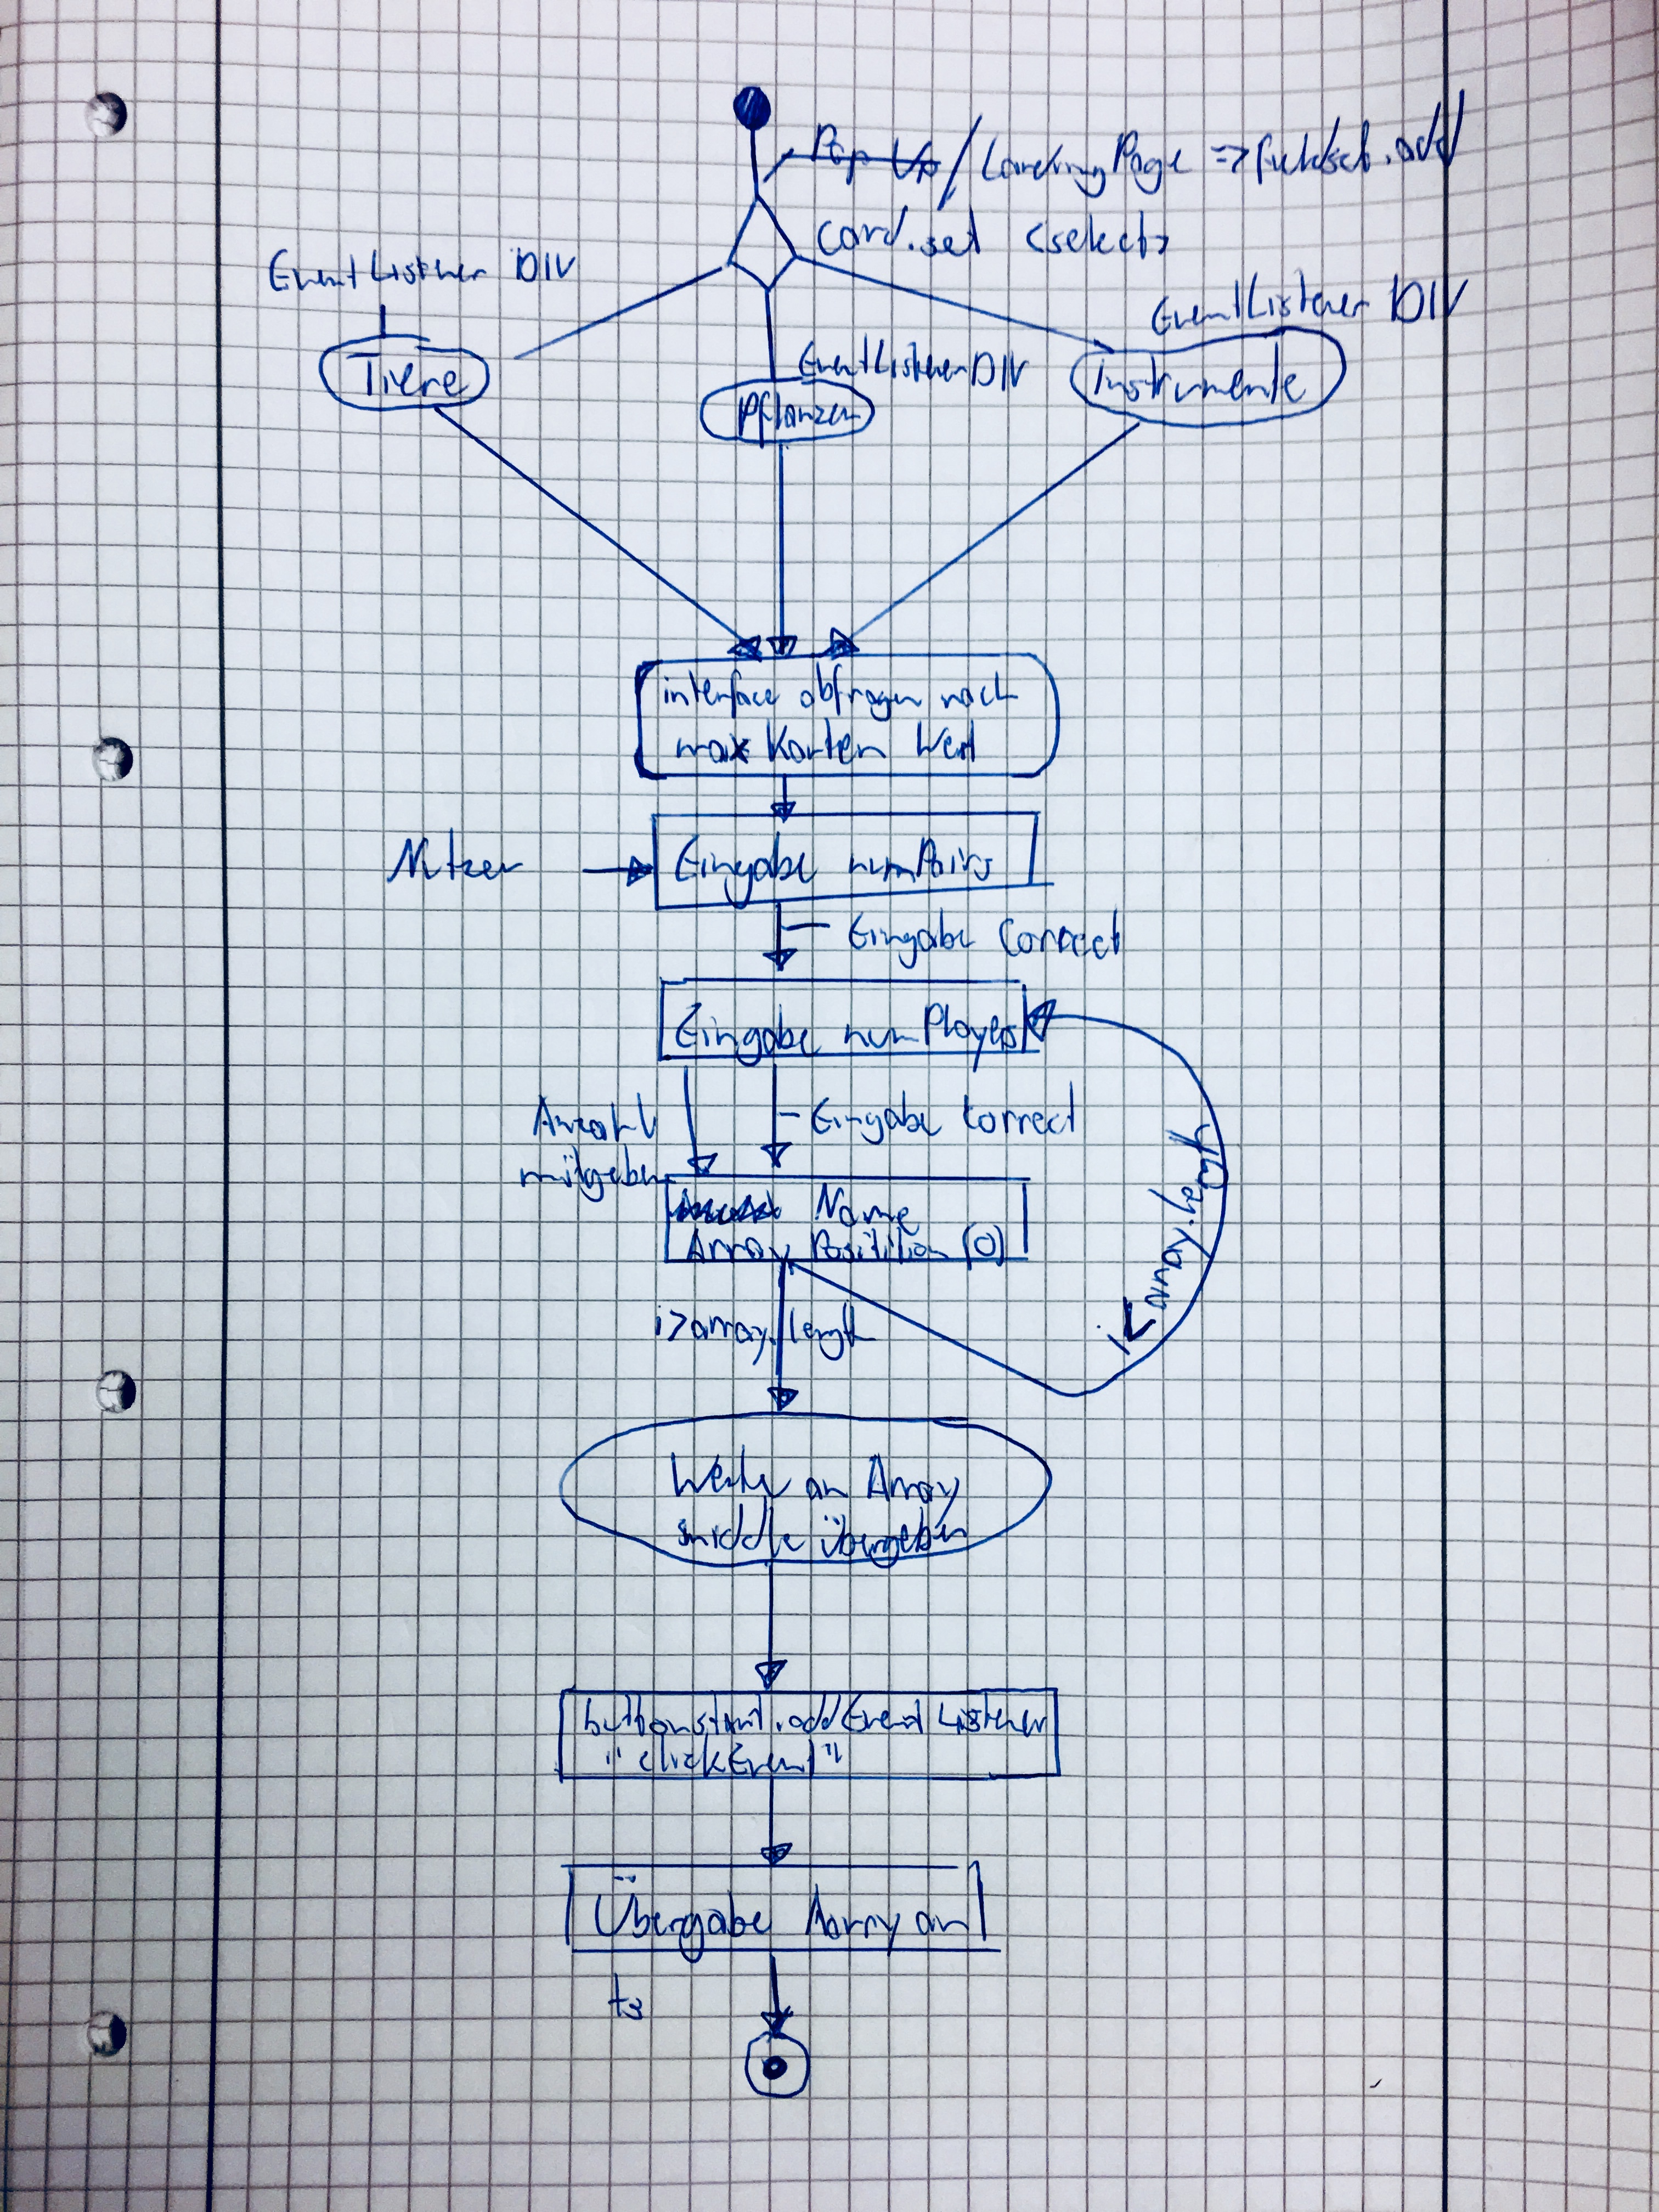 Pop Up / LandingPage => fieldset.add
card.set <select>
EventListener DIV
EventListener DIV
EventListener DIV
Tiere
Pflanzen
Instrumente
interface abfragen nach
max Karten Wert
Nutzer
Eingabe numPairs
Eingabe Correct
Eingabe numPlayers
Anzahl
mitgeben
Eingabe Correct
Name
Array Position (0)
i>array.length
i< array.length
Werte an Array
middle übergeben
buttonstart.addEventListener
"clickEvent"
Übergabe Array an
ts